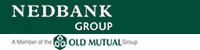 NEDBANK
GROUP
A Member of the OLD MUTUAL Group